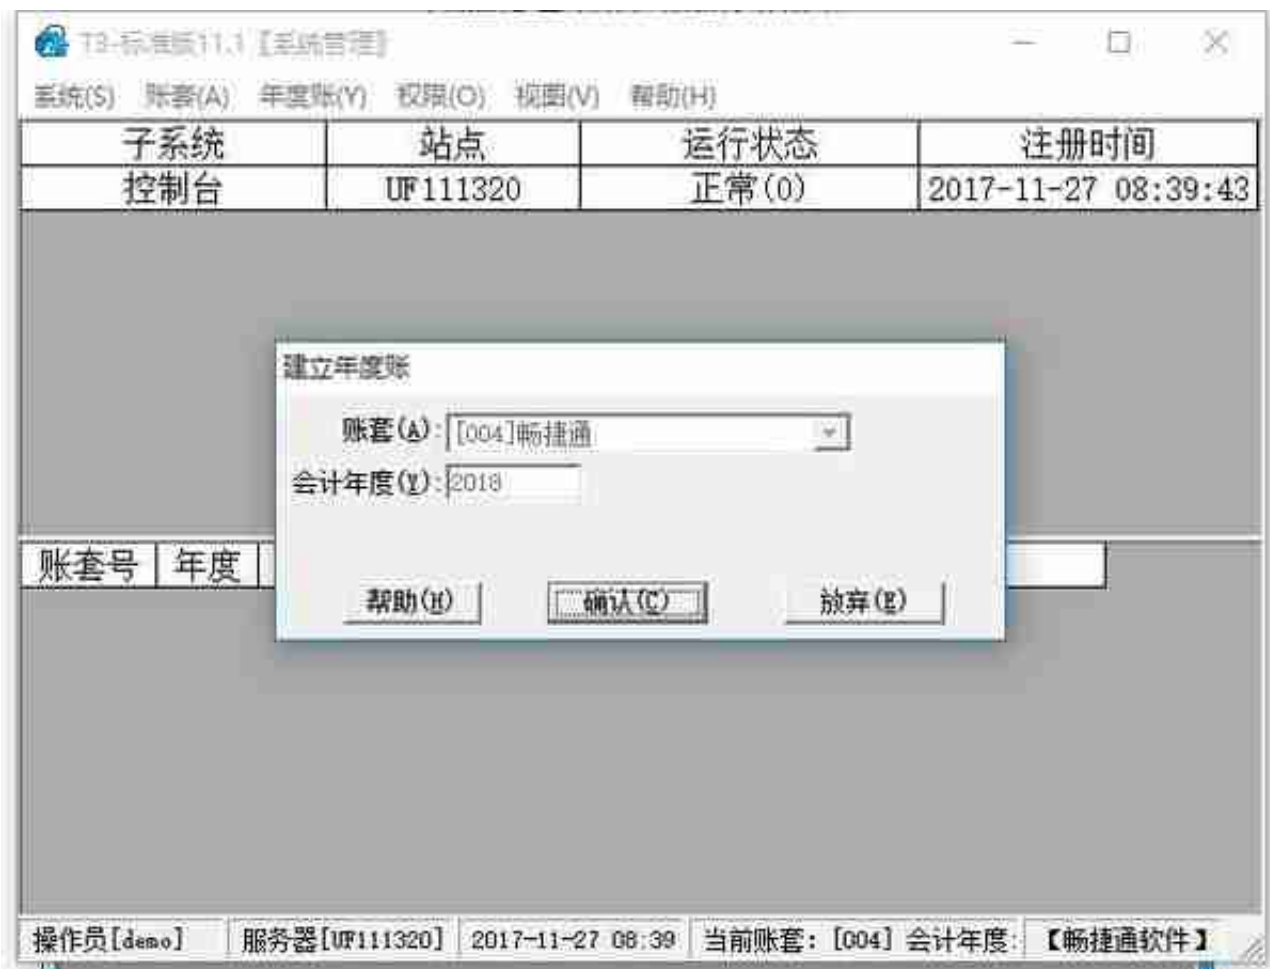 T3-标准版11.1【系统管理】
系统(S) 账套(A) 年度账(Y) 权限(O) 视图(V) 帮助(H)
子系统 站点 运行状态 注册时间
控制台 UF111320 正常(0) 2017-11-27 08:39:43
建立年度账
账套(A): [004]畅捷通
会计年度(Y): 2018
账套号 年度
帮助(H) 确认(C) 放弃(E)
操作员[demo] 服务器[UF111320] 2017-11-27 08:39 当前账套: [004] 会计年度: 【畅捷通软件】